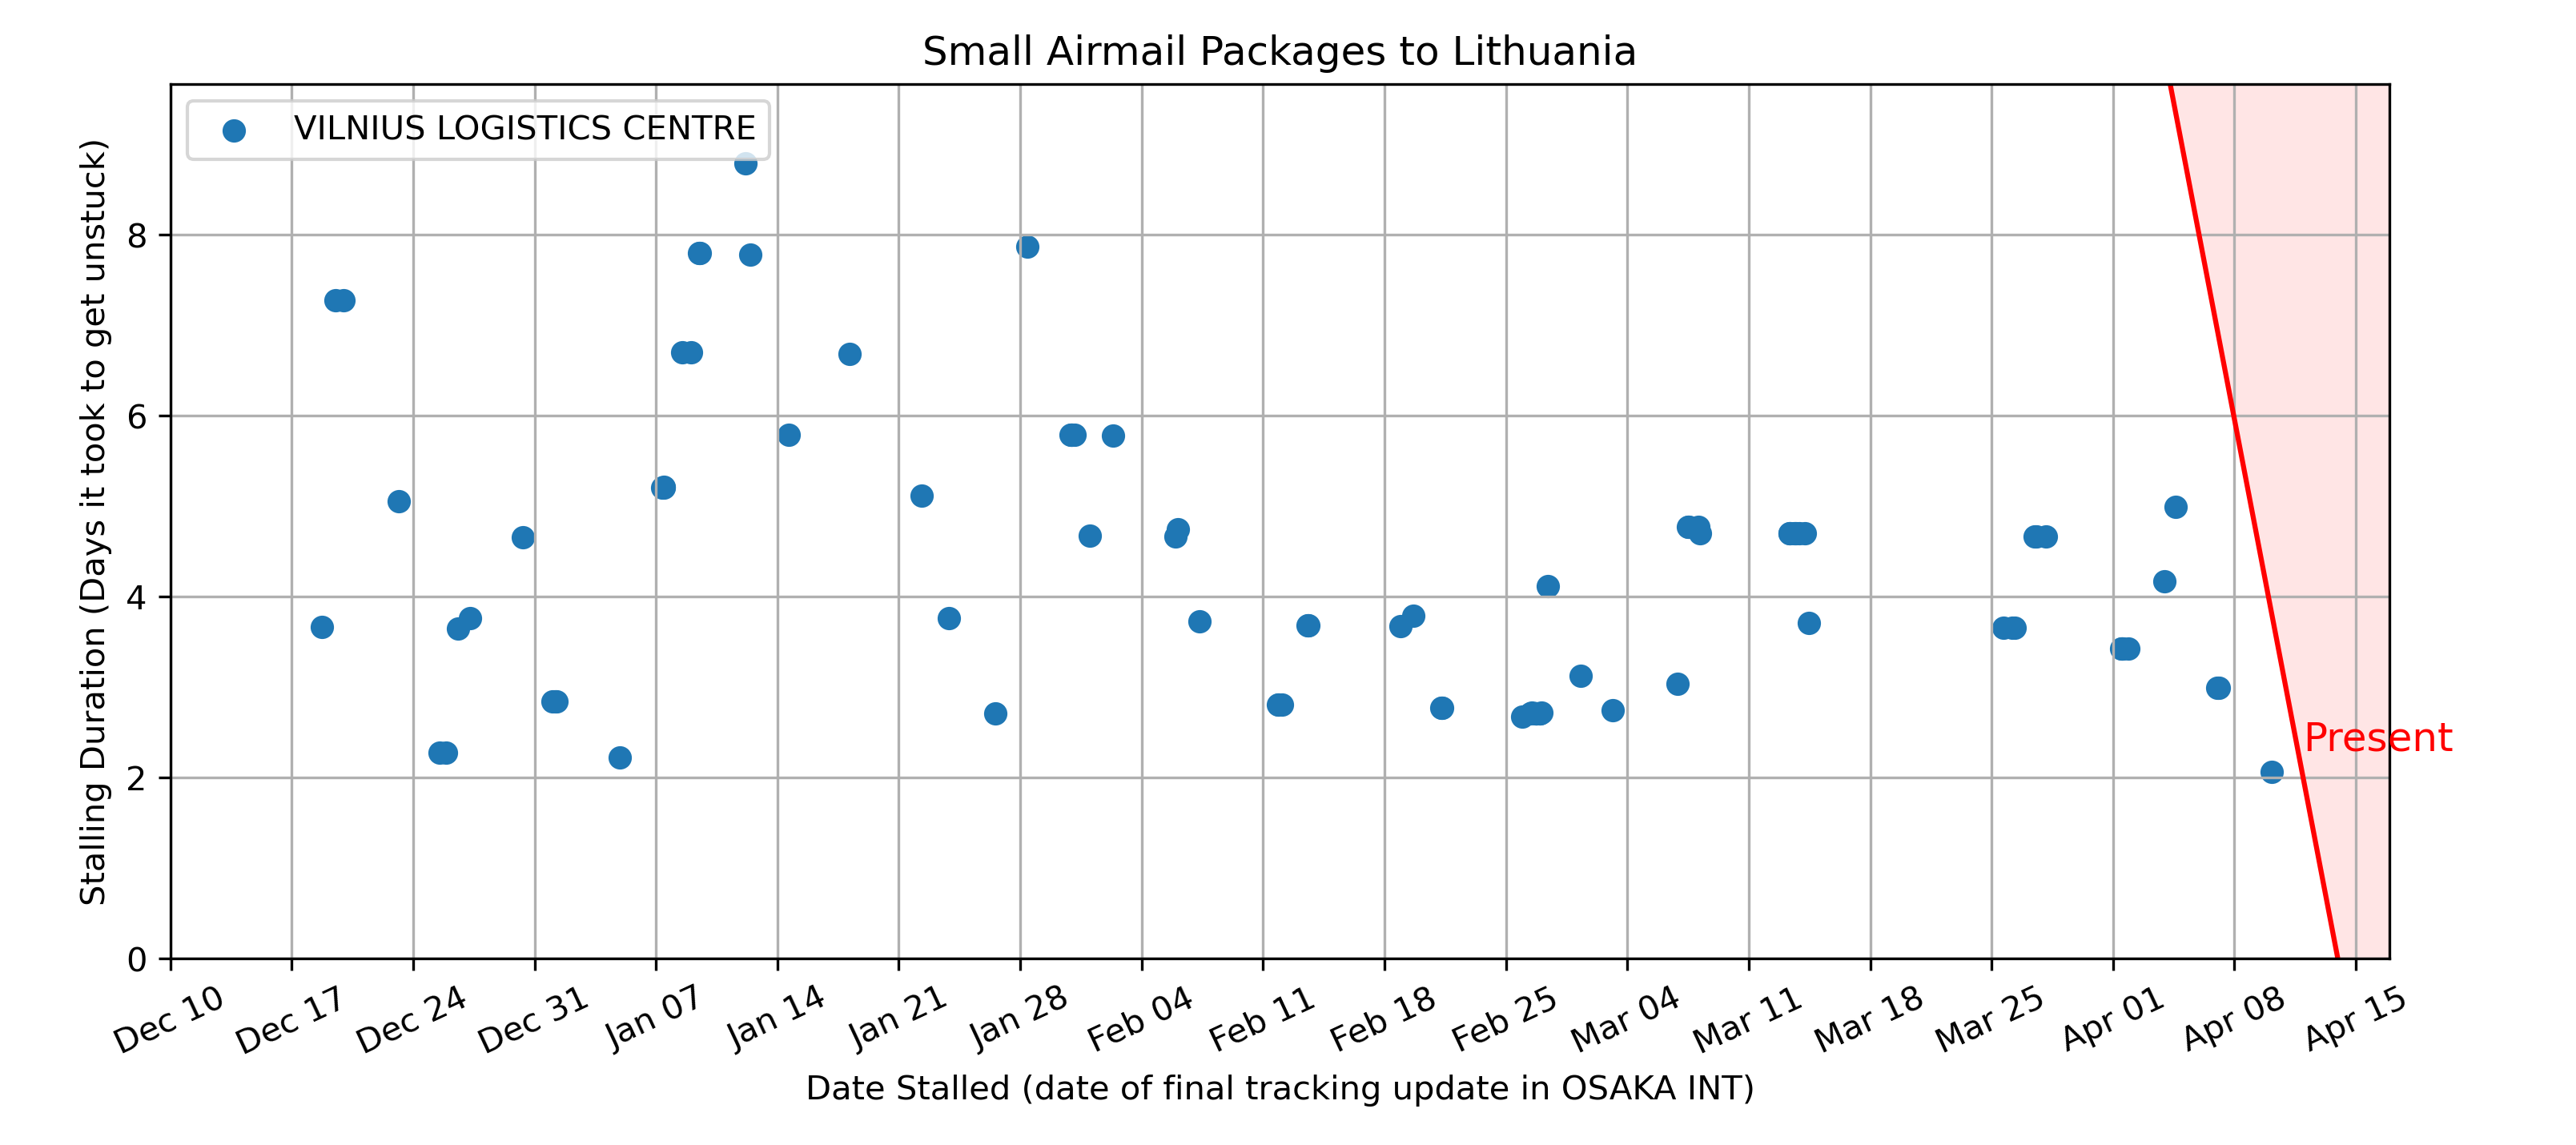 Small Airmail Packages to Lithuania
VILNIUS LOGISTICS CENTRE
Stalling Duration (Days it took to get unstuck)
8
6
4
2
0
Present
Dec 10
Dec 17
Dec 24
Dec 31
Jan 07
Jan 14
Jan 21
Jan 28
Feb 04
Feb 11
Feb 18
Feb 25
Mar 04
Mar 11
Mar 18
Mar 25
Apr 01
Apr 08
Apr 15
Date Stalled (date of final tracking update in OSAKA INT)